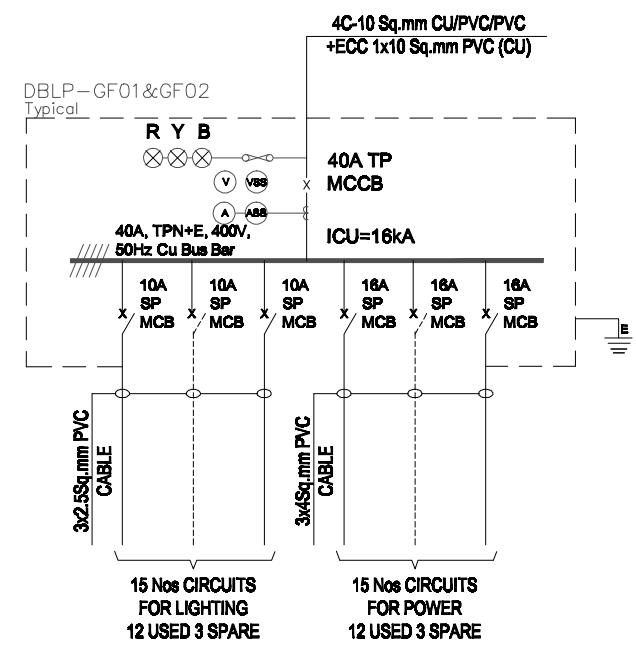 4C-10 Sq.mm CU/PVC/PVC
+ECC 1x10 Sq.mm PVC (CU)
DBLP-GF01&GF02
Typical
R Y B
40A TP
MCCB
V VSS
A ASS
ICU=16kA
40A, TPN+E, 400V,
50Hz Cu Bus Bar
10A
SP
MCB
10A
SP
MCB
10A
SP
MCB
16A
SP
MCB
16A
SP
MCB
16A
SP
MCB
E
3x2.5Sq.mm PVC
CABLE
3x4Sq.mm PVC
CABLE
15 Nos CIRCUITS
FOR LIGHTING
12 USED 3 SPARE
15 Nos CIRCUITS
FOR POWER
12 USED 3 SPARE